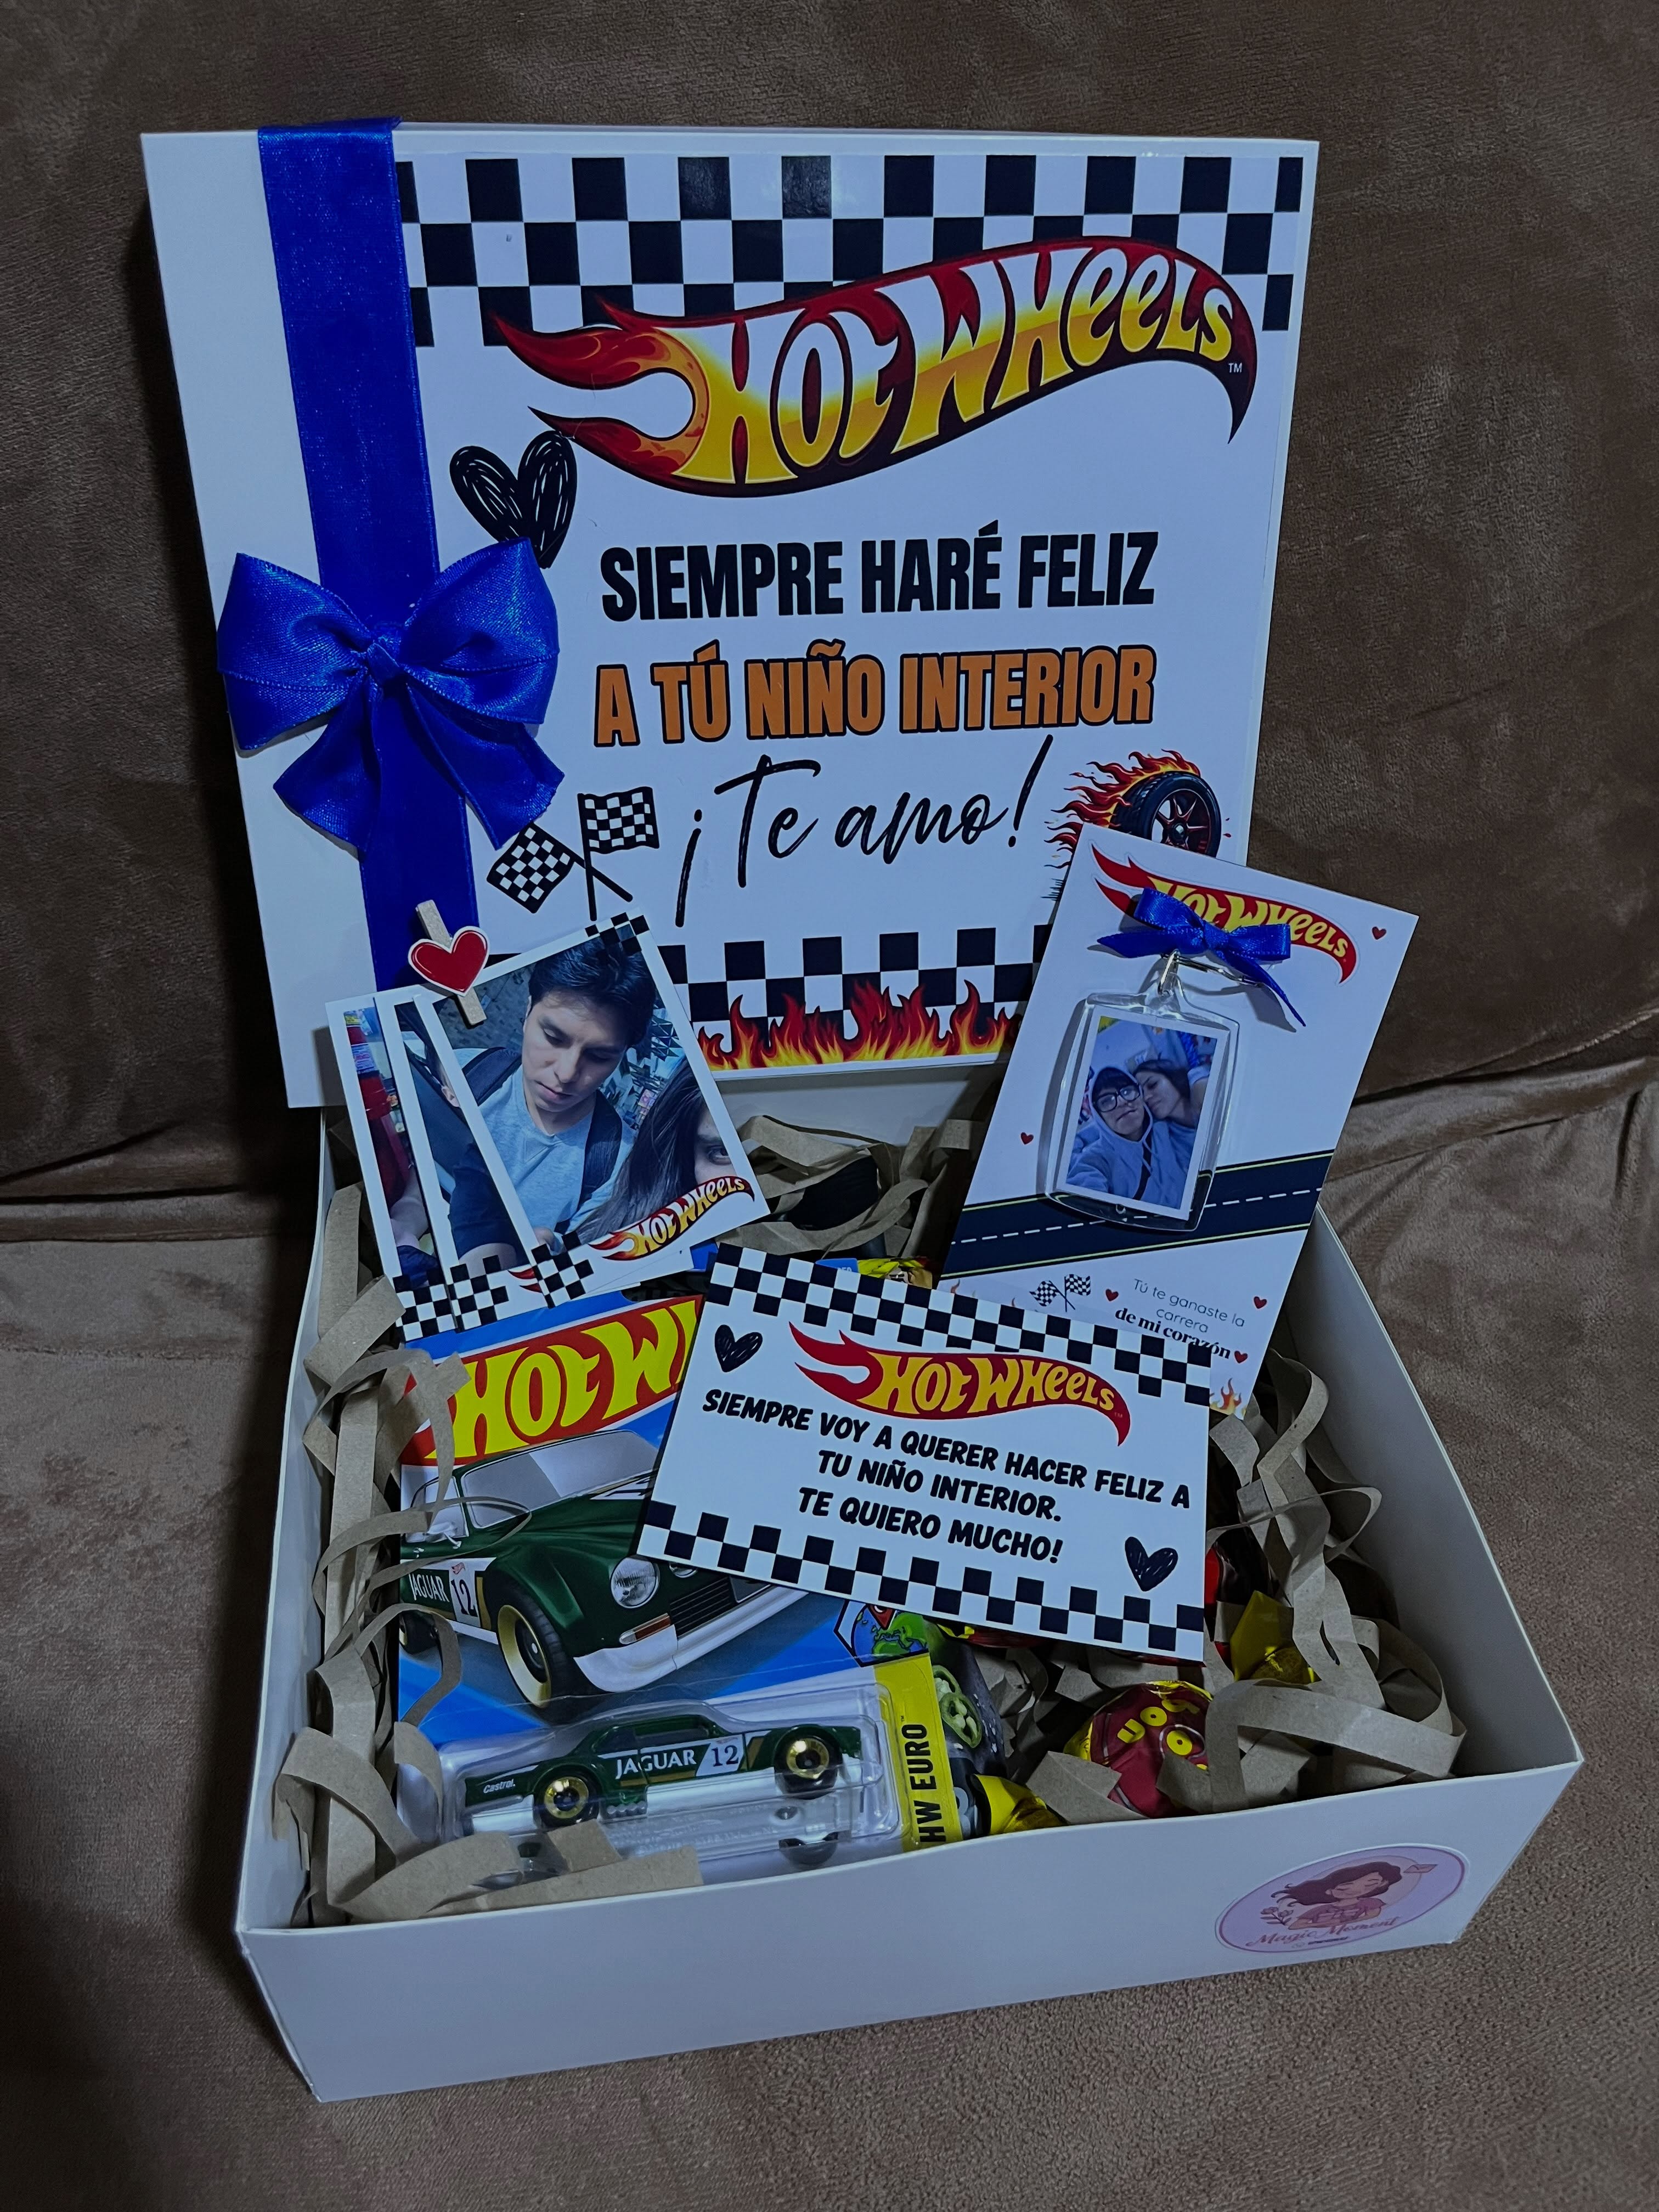 HOT WHEELS
TM
SIEMPRE HARÉ FELIZ
A TÚ NIÑO INTERIOR
¡Te amo!
HOT WHEELS
HOT WHEELS
Tú te ganaste la
carrera
de mi corazón
HOT WHEELS
SIEMPRE VOY A QUERER HACER FELIZ A
TU NIÑO INTERIOR.
TE QUIERO MUCHO!
HOT W
JAGUAR 12
JAGUAR 12
Castrol
HW EURO™
Magic Moment